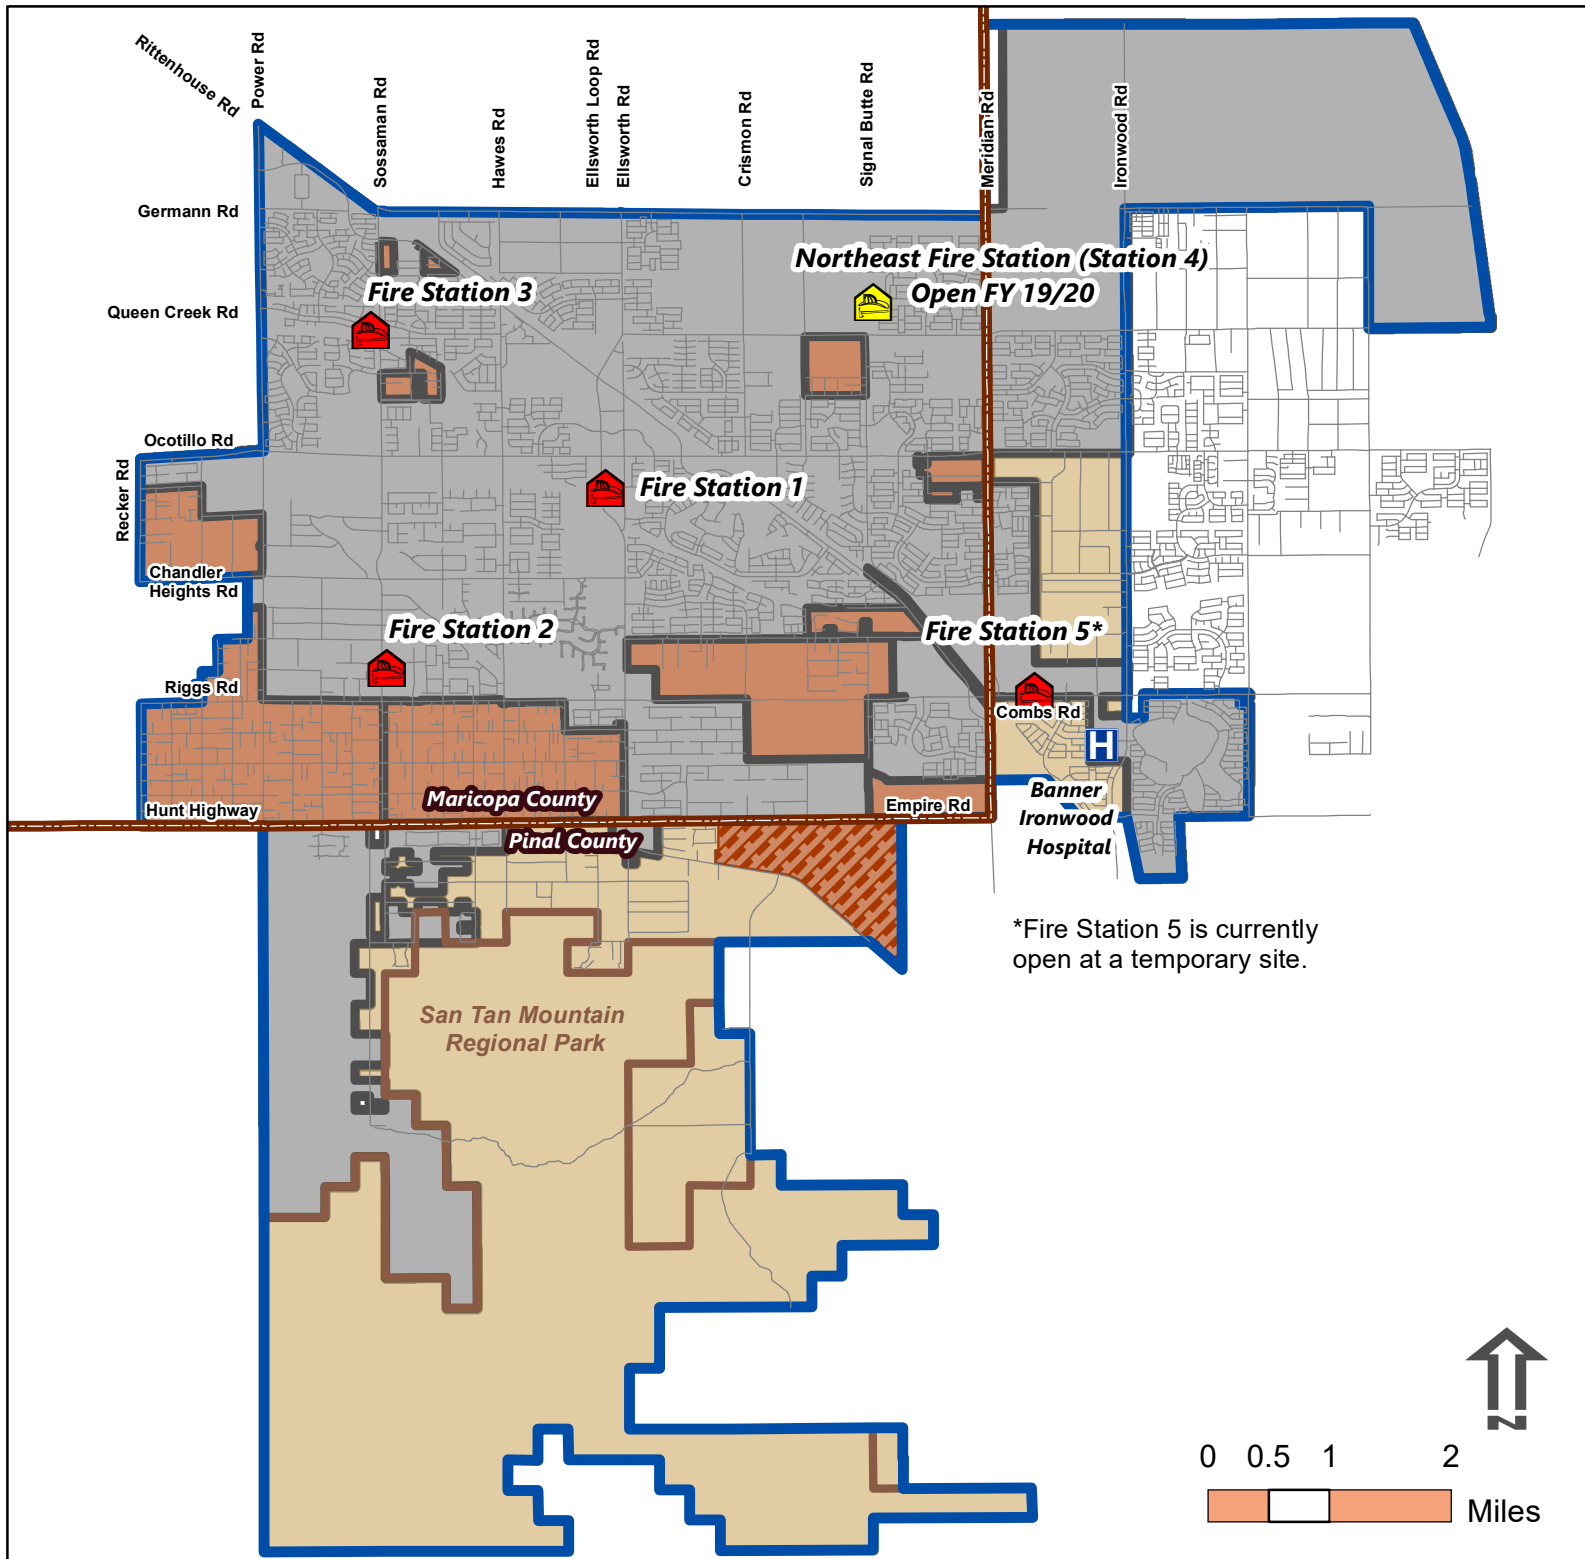 Rittenhouse Rd
Power Rd
Sossaman Rd
Hawes Rd
Ellsworth Loop Rd
Ellsworth Rd
Crismon Rd
Signal Butte Rd
Meridian Rd
Ironwood Rd
Germann Rd
Northeast Fire Station (Station 4)
Open FY 19/20
Fire Station 3
Queen Creek Rd
Ocotillo Rd
Recker Rd
Fire Station 1
Chandler
Heights Rd
Fire Station 2
Fire Station 5*
Riggs Rd
Combs Rd
H
Banner
Ironwood
Hospital
Hunt Highway
Maricopa County
Empire Rd
Pinal County
*Fire Station 5 is currently
open at a temporary site.
San Tan Mountain
Regional Park
N
0 0.5 1 2
Miles